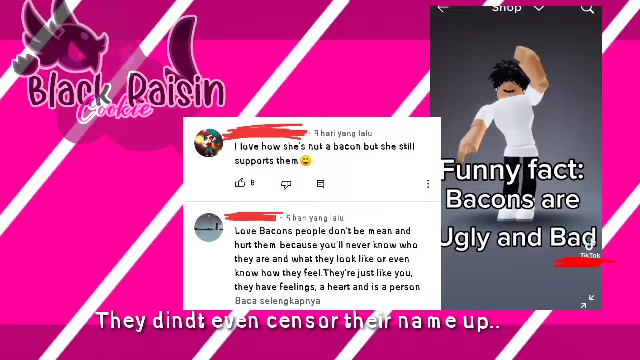 Black Raisin
Cookie
Shop
9 hari yang lalu
I love how she's not a bacon but she still
supports them😄
8
5 hari yang lalu
Love Bacons people don't be mean and
hurt them because you'll never know who
they are and what they look like or even
know how they feel.They're just like you,
they have feelings, a heart and is a person
Baca selengkapnya
Funny fact:
Bacons are
Ugly and Bad
TikTok
They dindt even censor their name up..